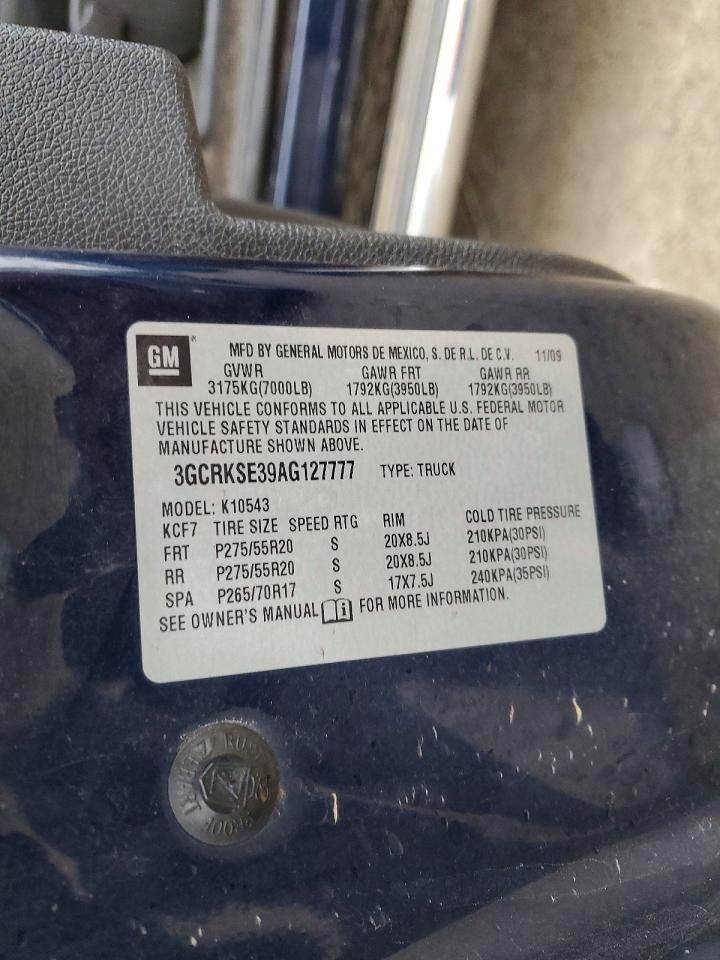 GM
MFD BY GENERAL MOTORS DE MEXICO, S. DE R.L. DE C.V. 11/09
GVWR GAWR FRT GAWR RR
3175KG(7000LB) 1792KG(3950LB) 1792KG(3950LB)
THIS VEHICLE CONFORMS TO ALL APPLICABLE U.S. FEDERAL MOTOR
VEHICLE SAFETY STANDARDS IN EFFECT ON THE DATE OF
MANUFACTURE SHOWN ABOVE.
3GCRKSE39AG127777 TYPE: TRUCK
MODEL: K10543
KCF7 TIRE SIZE SPEED RTG RIM COLD TIRE PRESSURE
FRT P275/55R20 S 20X8.5J 210KPA(30PSI)
RR P275/55R20 S 20X8.5J 210KPA(30PSI)
SPA P265/70R17 S 17X7.5J 240KPA(35PSI)
SEE OWNER'S MANUAL FOR MORE INFORMATION.
PROOF